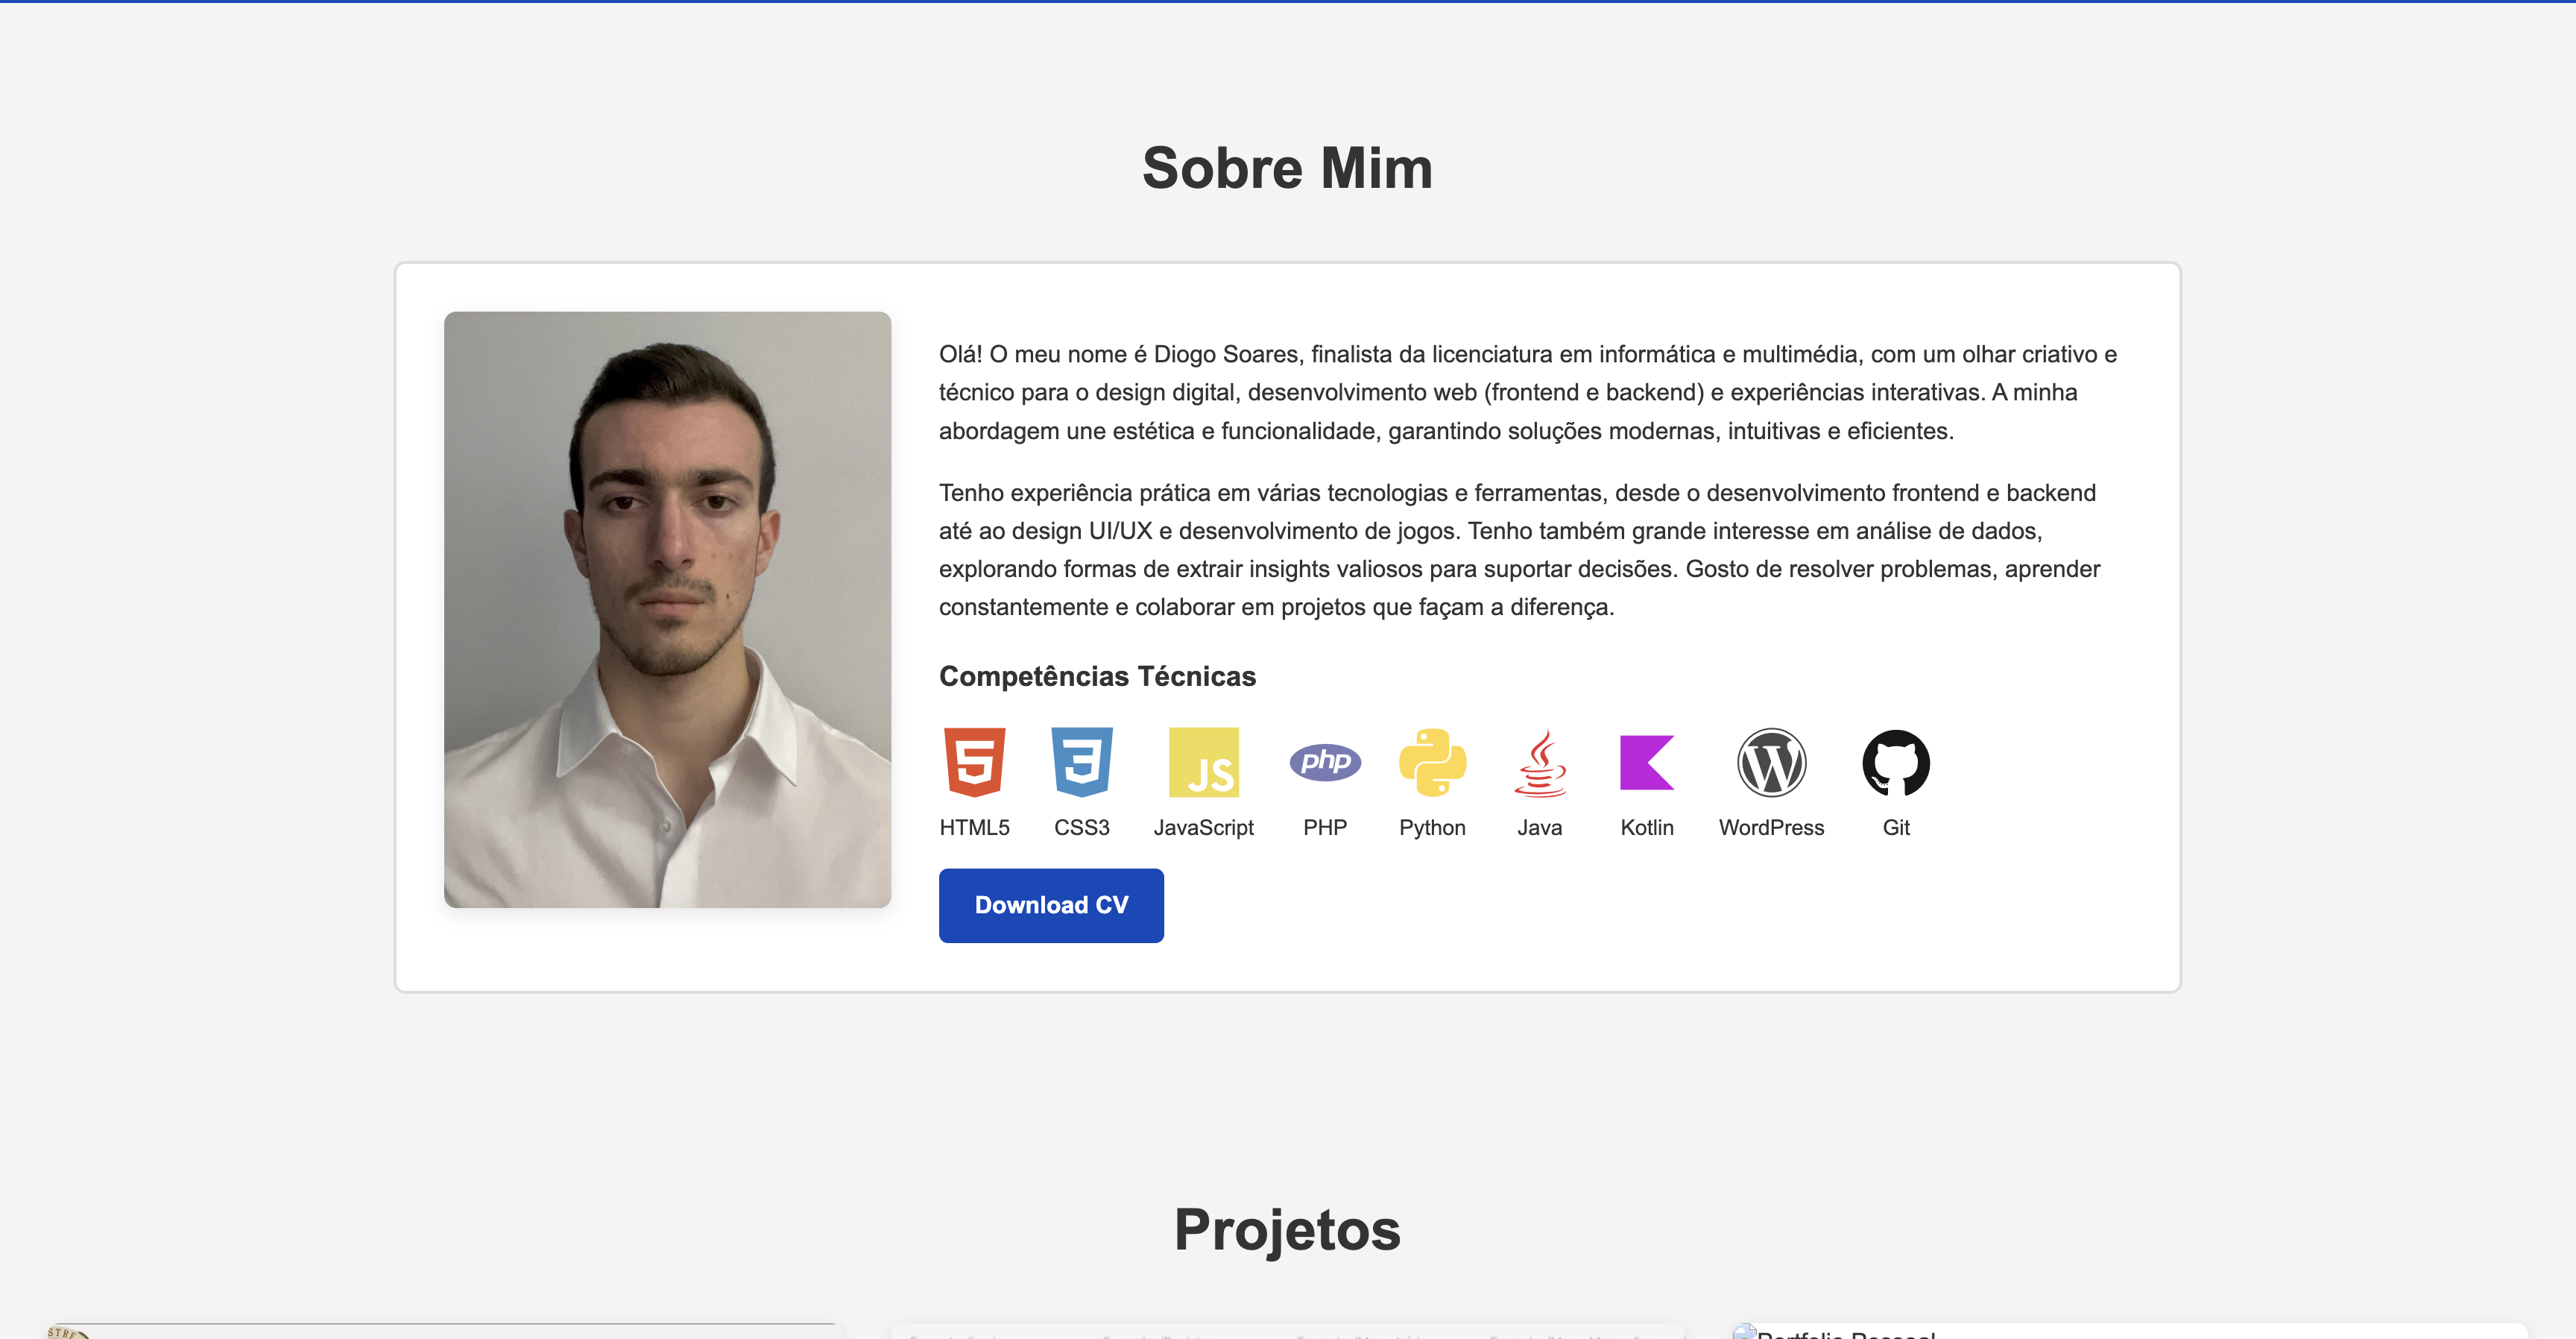 Sobre Mim
Olá! O meu nome é Diogo Soares, finalista da licenciatura em informática e multimédia, com um olhar criativo e
técnico para o design digital, desenvolvimento web (frontend e backend) e experiências interativas. A minha
abordagem une estética e funcionalidade, garantindo soluções modernas, intuitivas e eficientes.
Tenho experiência prática em várias tecnologias e ferramentas, desde o desenvolvimento frontend e backend
até ao design UI/UX e desenvolvimento de jogos. Tenho também grande interesse em análise de dados,
explorando formas de extrair insights valiosos para suportar decisões. Gosto de resolver problemas, aprender
constantemente e colaborar em projetos que façam a diferença.
Competências Técnicas
JS php
HTML5 CSS3 JavaScript PHP Python Java Kotlin WordPress Git
Download CV
Projetos
STRE
Portfolio Pessoal